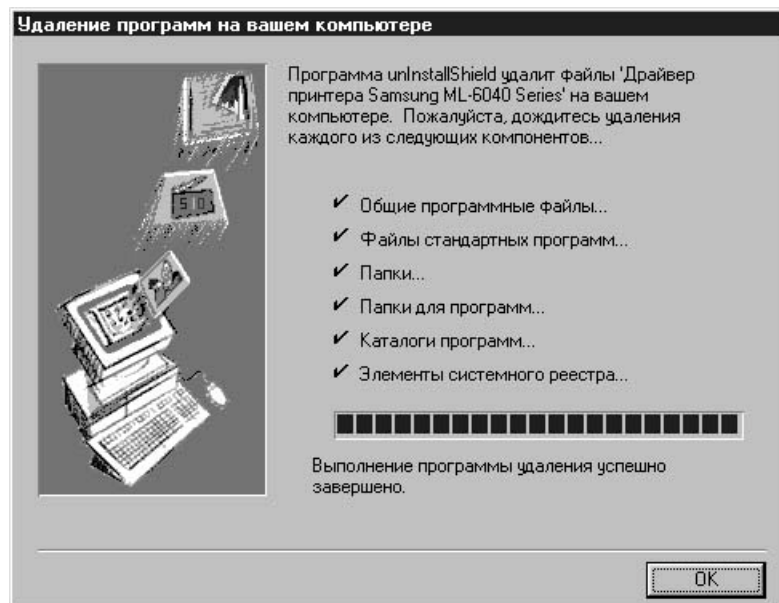 Удаление программ на вашем компьютере
Программа unInstallShield удалит файлы 'Драйвер
принтера Samsung ML-6040 Series' на вашем
компьютере. Пожалуйста, дождитесь удаления
каждого из следующих компонентов...
Общие программные файлы...
Файлы стандартных программ...
Папки...
Папки для программ...
Каталоги программ...
Элементы системного реестра...
Выполнение программы удаления успешно
завершено.
OK